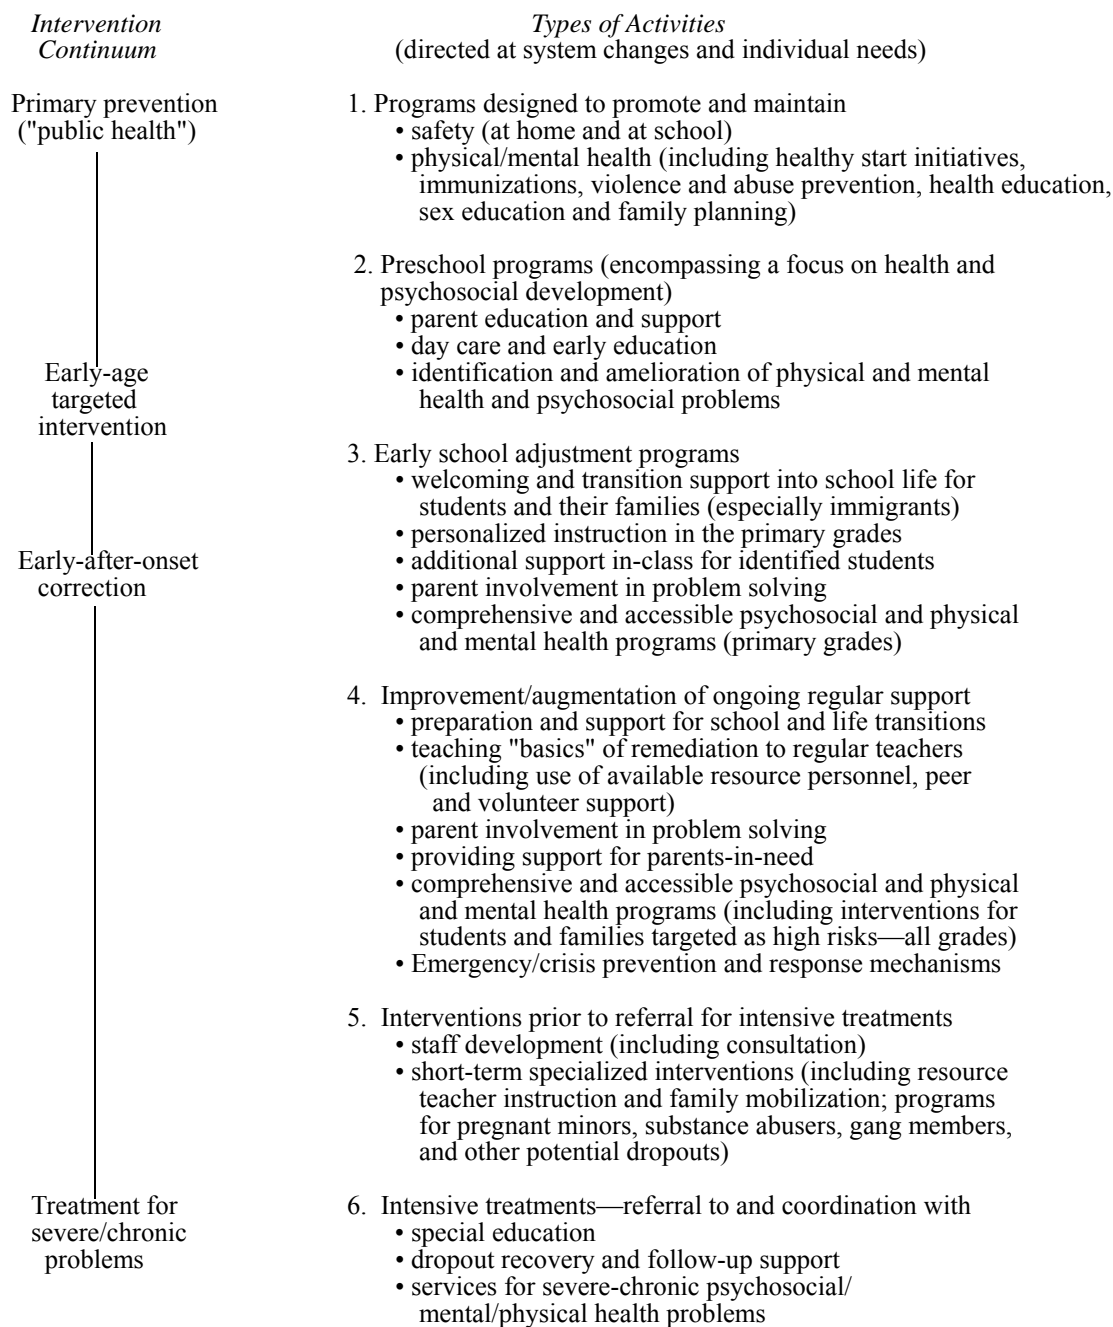 Intervention
Continuum
Types of Activities
(directed at system changes and individual needs)
Primary prevention
("public health")
1. Programs designed to promote and maintain
• safety (at home and at school)
• physical/mental health (including healthy start initiatives,
immunizations, violence and abuse prevention, health education,
sex education and family planning)
2. Preschool programs (encompassing a focus on health and
psychosocial development)
• parent education and support
• day care and early education
• identification and amelioration of physical and mental
health and psychosocial problems
Early-age
targeted
intervention
3. Early school adjustment programs
• welcoming and transition support into school life for
students and their families (especially immigrants)
• personalized instruction in the primary grades
• additional support in-class for identified students
• parent involvement in problem solving
• comprehensive and accessible psychosocial and physical
and mental health programs (primary grades)
Early-after-onset
correction
4. Improvement/augmentation of ongoing regular support
• preparation and support for school and life transitions
• teaching "basics" of remediation to regular teachers
(including use of available resource personnel, peer
and volunteer support)
• parent involvement in problem solving
• providing support for parents-in-need
• comprehensive and accessible psychosocial and physical
and mental health programs (including interventions for
students and families targeted as high risks—all grades)
• Emergency/crisis prevention and response mechanisms
5. Interventions prior to referral for intensive treatments
• staff development (including consultation)
• short-term specialized interventions (including resource
teacher instruction and family mobilization; programs
for pregnant minors, substance abusers, gang members,
and other potential dropouts)
Treatment for
severe/chronic
problems
6. Intensive treatments—referral to and coordination with
• special education
• dropout recovery and follow-up support
• services for severe-chronic psychosocial/
mental/physical health problems